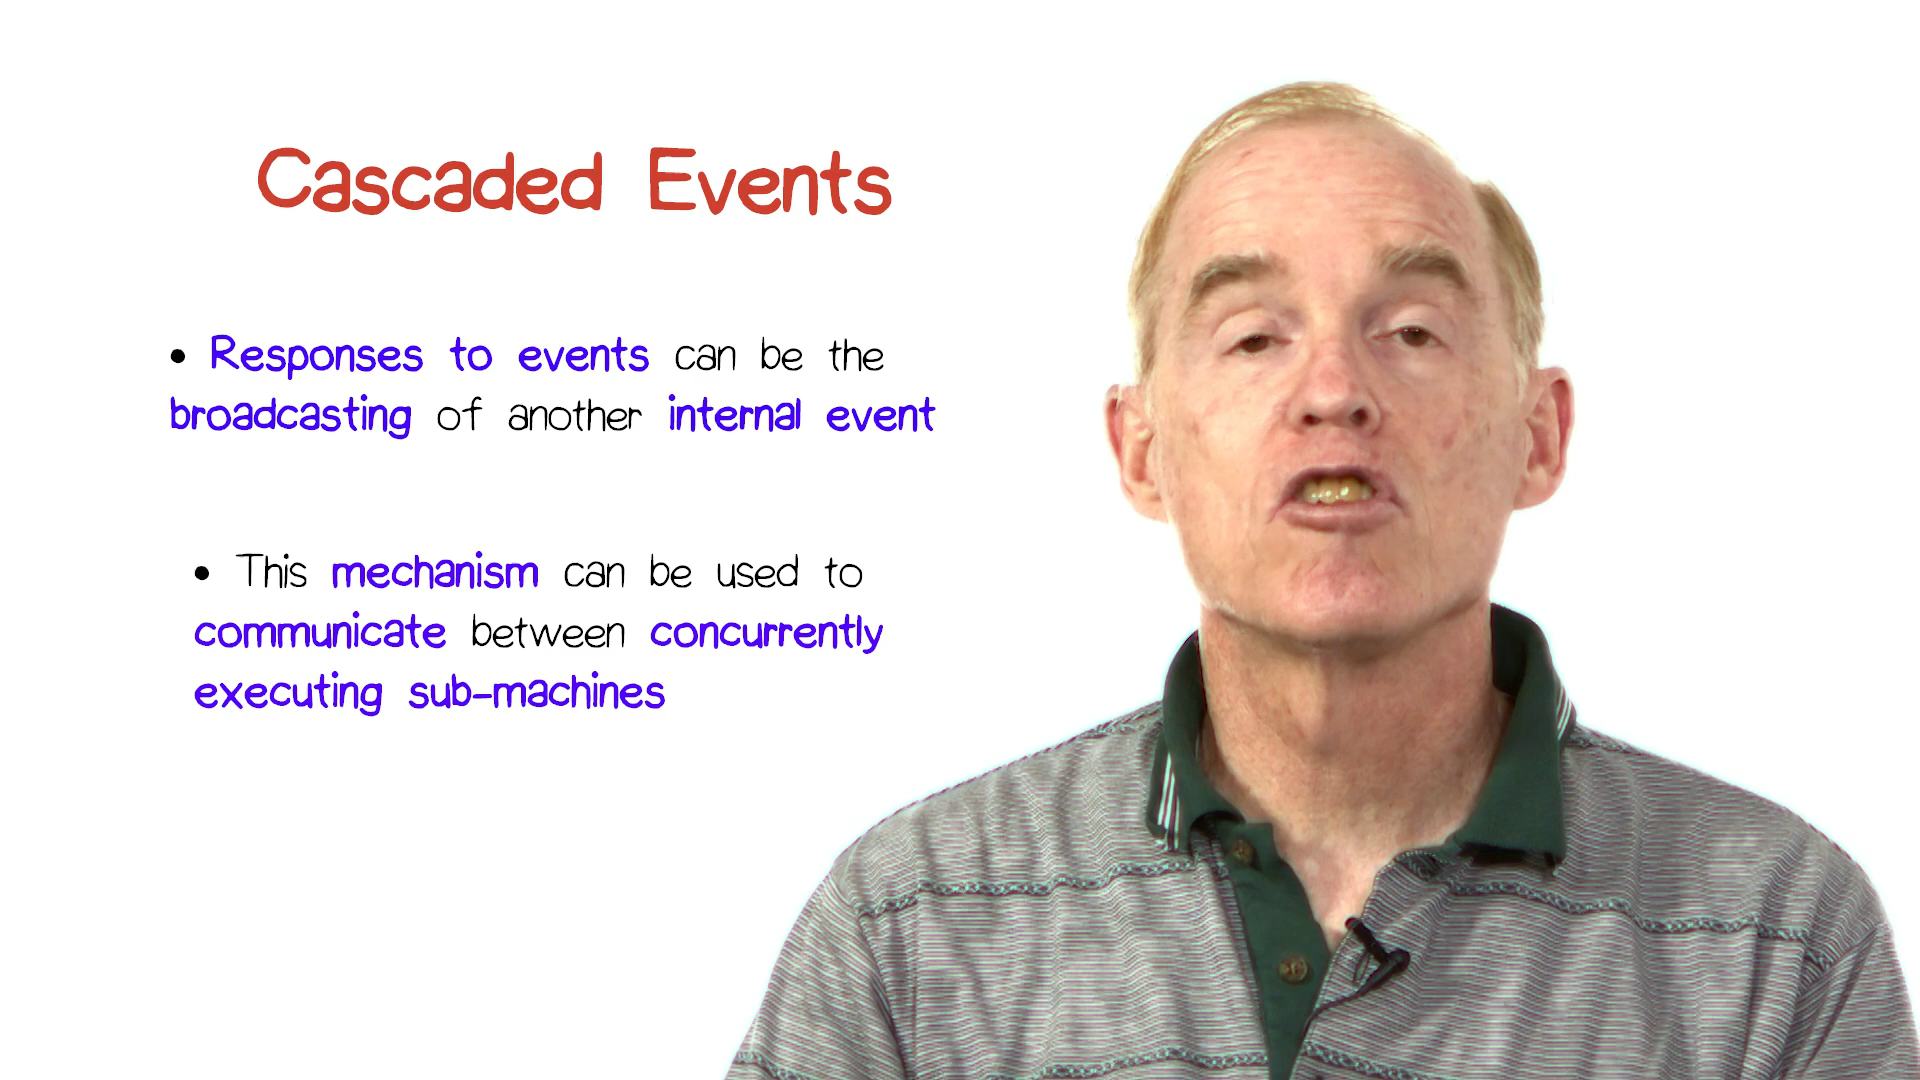 Cascaded Events
• Responses to events can be the
broadcasting of another internal event
• This mechanism can be used to
communicate between concurrently
executing sub-machines